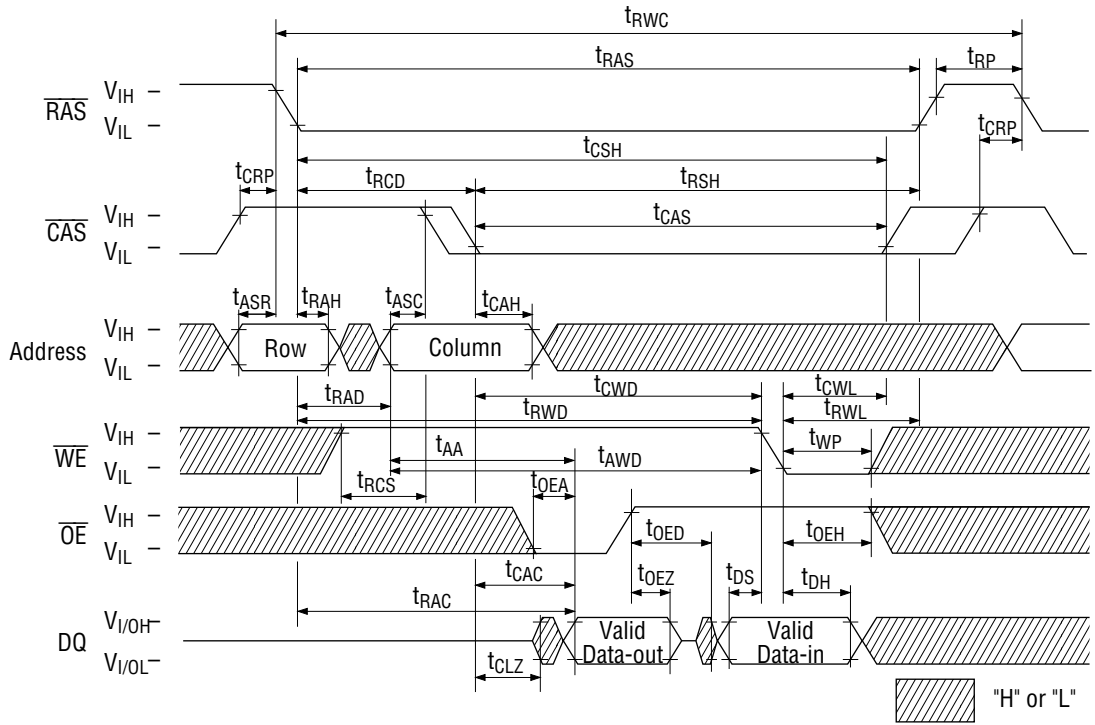 tRWC
tRAS
tRP
RAS
VIH –
VIL –
tCRP
tCSH
tCRP
tRCD
tRSH
CAS
VIH –
VIL –
tCAS
tASR
tRAH
tASC
tCAH
Address
VIH –
VIL –
Row
Column
tRAD
tCWD
tCWL
tRWD
tRWL
WE
VIH –
VIL –
tAA
tWP
tAWD
tRCS
tOEA
OE
VIH –
VIL –
tOED
tOEH
tCAC
tOEZ
tDS
tDH
tRAC
DQ
VI/OH –
VI/OL –
Valid
Data-out
Valid
Data-in
tCLZ
"H" or "L"